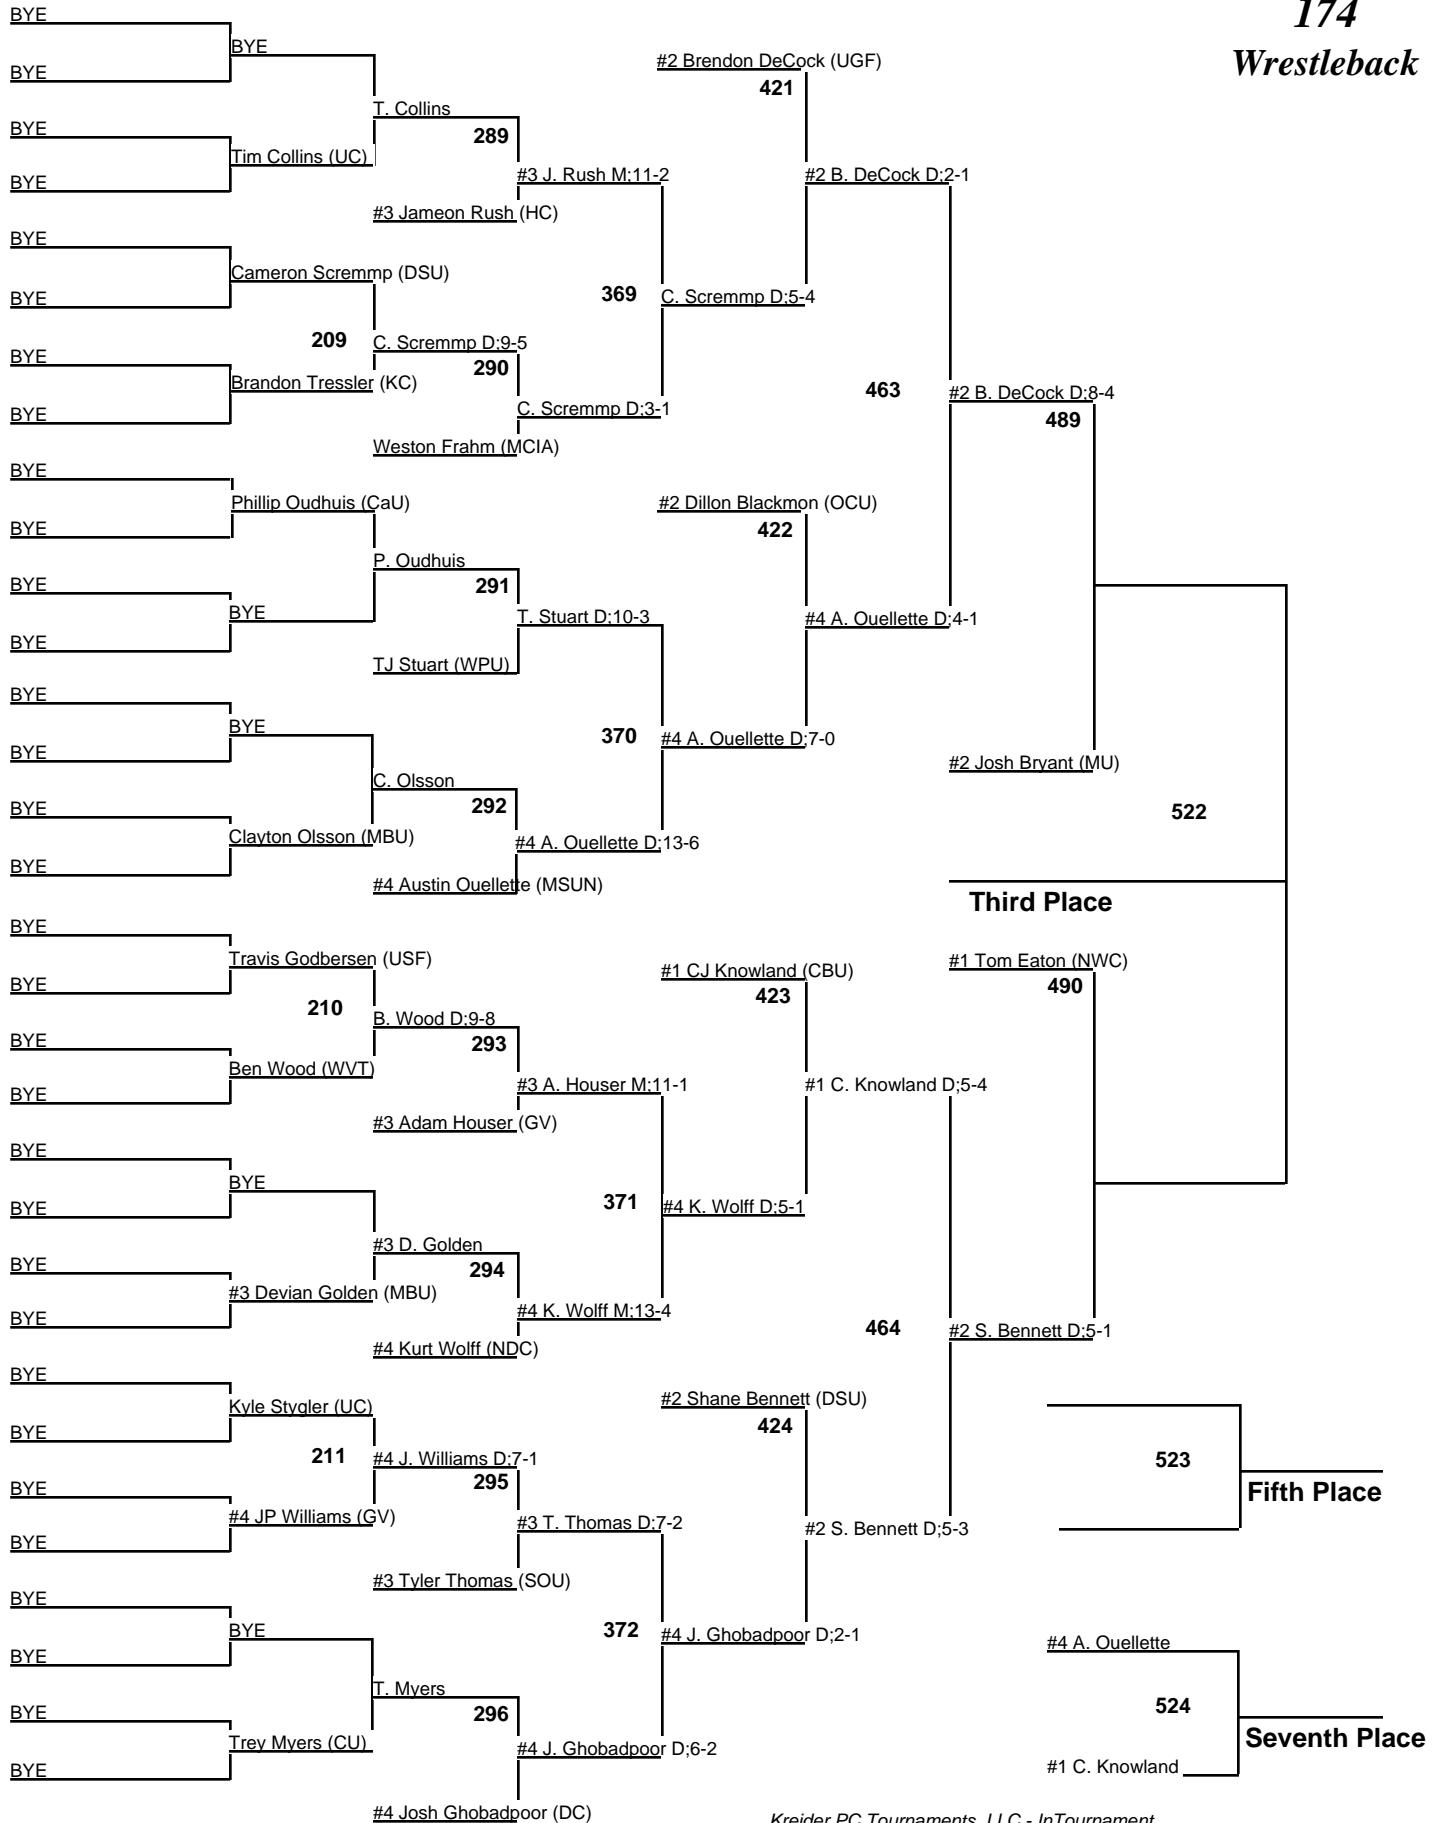 BYE
174
BYE
#2 Brendon DeCock (UGF)
Wrestleback
BYE
421
T. Collins
BYE
289
Tim Collins (UC)
#3 J. Rush M;11-2
#2 B. DeCock D;2-1
BYE
#3 Jameon Rush (HC)
BYE
Cameron Scremmp (DSU)
369
C. Scremmp D;5-4
BYE
209
C. Scremmp D;9-5
BYE
290
Brandon Tressler (KC)
463
#2 B. DeCock D;8-4
C. Scremmp D;3-1
BYE
489
Weston Frahm (MCIA)
BYE
Phillip Oudhuis (CaU)
#2 Dillon Blackmon (OCU)
BYE
422
P. Oudhuis
BYE
291
BYE
T. Stuart D;10-3
#4 A. Ouellette D;4-1
BYE
TJ Stuart (WPU)
BYE
BYE
370
#4 A. Ouellette D;7-0
BYE
#2 Josh Bryant (MU)
C. Olsson
BYE
292
522
Clayton Olsson (MBU)
#4 A. Ouellette D;13-6
BYE
#4 Austin Ouellette (MSUN)
Third Place
BYE
Travis Godbersen (USF)
#1 CJ Knowland (CBU)
#1 Tom Eaton (NWC)
BYE
423
490
210
B. Wood D;9-8
BYE
293
Ben Wood (WVT)
#3 A. Houser M;11-1
#1 C. Knowland D;5-4
BYE
#3 Adam Houser (GV)
BYE
BYE
371
#4 K. Wolff D;5-1
BYE
#3 D. Golden
BYE
294
#3 Devian Golden (MBU)
#4 K. Wolff M;13-4
BYE
464
#2 S. Bennett D;5-1
#4 Kurt Wolff (NDC)
BYE
Kyle Stygler (UC)
#2 Shane Bennett (DSU)
BYE
424
211
#4 J. Williams D;7-1
523
BYE
295
Fifth Place
#4 JP Williams (GV)
#3 T. Thomas D;7-2
#2 S. Bennett D;5-3
BYE
#3 Tyler Thomas (SOU)
BYE
BYE
372
#4 J. Ghobadpoor D;2-1
#4 A. Ouellette
BYE
T. Myers
BYE
296
524
Trey Myers (CU)
#4 J. Ghobadpoor D;6-2
Seventh Place
BYE
#1 C. Knowland
#4 Josh Ghobadpoor (DC)
Kreider PC Tournaments, LLC - InTournament